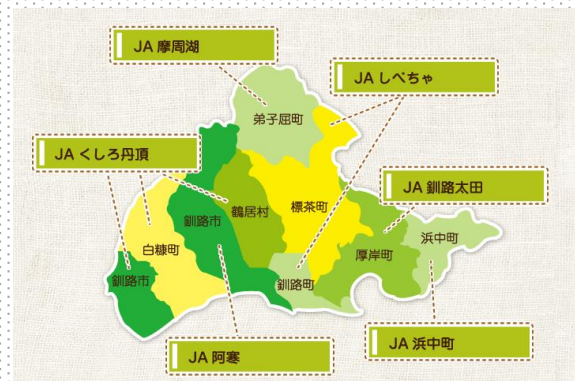 JA 摩周湖
JA しべちゃ
弟子屈町
JA くしろ丹頂
JA 釧路太田
鶴居村
標茶町
釧路市
浜中町
白糠町
厚岸町
釧路市
釧路町
JA 浜中町
JA 阿寒